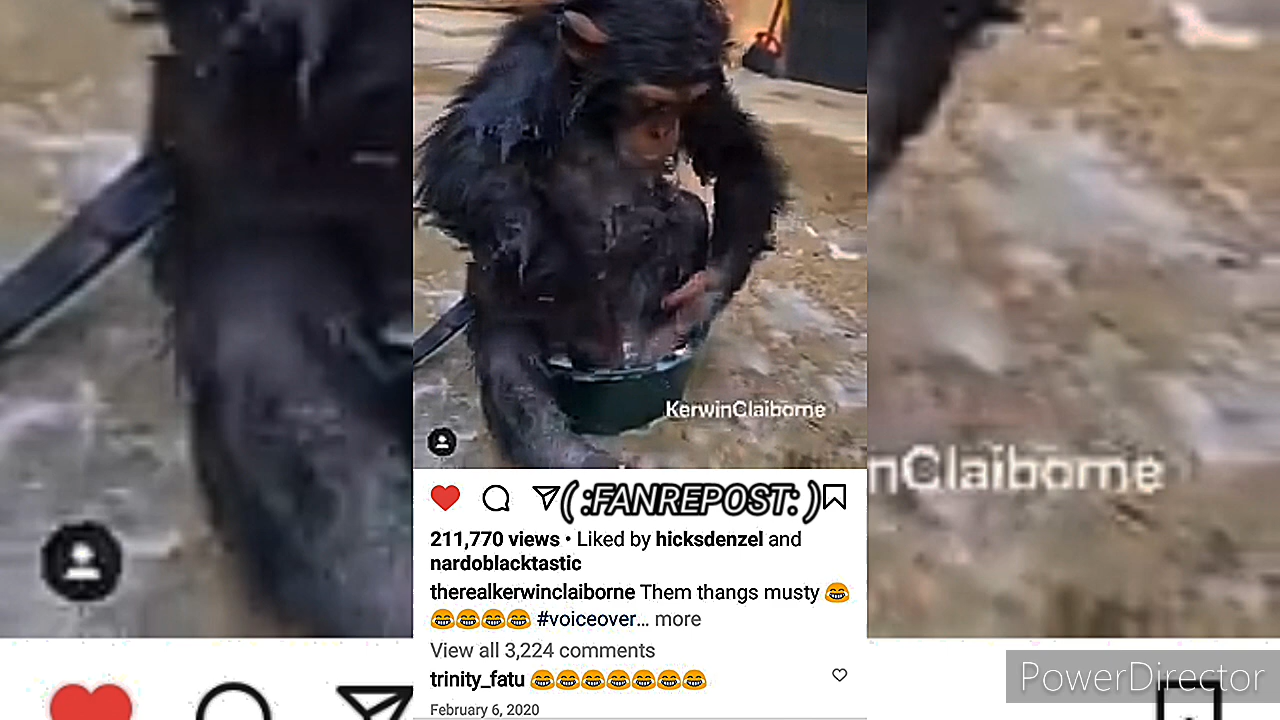 KerwinClaiborne
nClaiborne
( :FANREPOST: )
211,770 views • Liked by hicksdenzel and
nardoblacktastic
therealkerwinclaiborne Them thangs musty 😂
😂😂😂😂 #voiceover... more
View all 3,224 comments
trinity_fatu 😂😂😂😂😂😂😂
February 6, 2020
PowerDirector